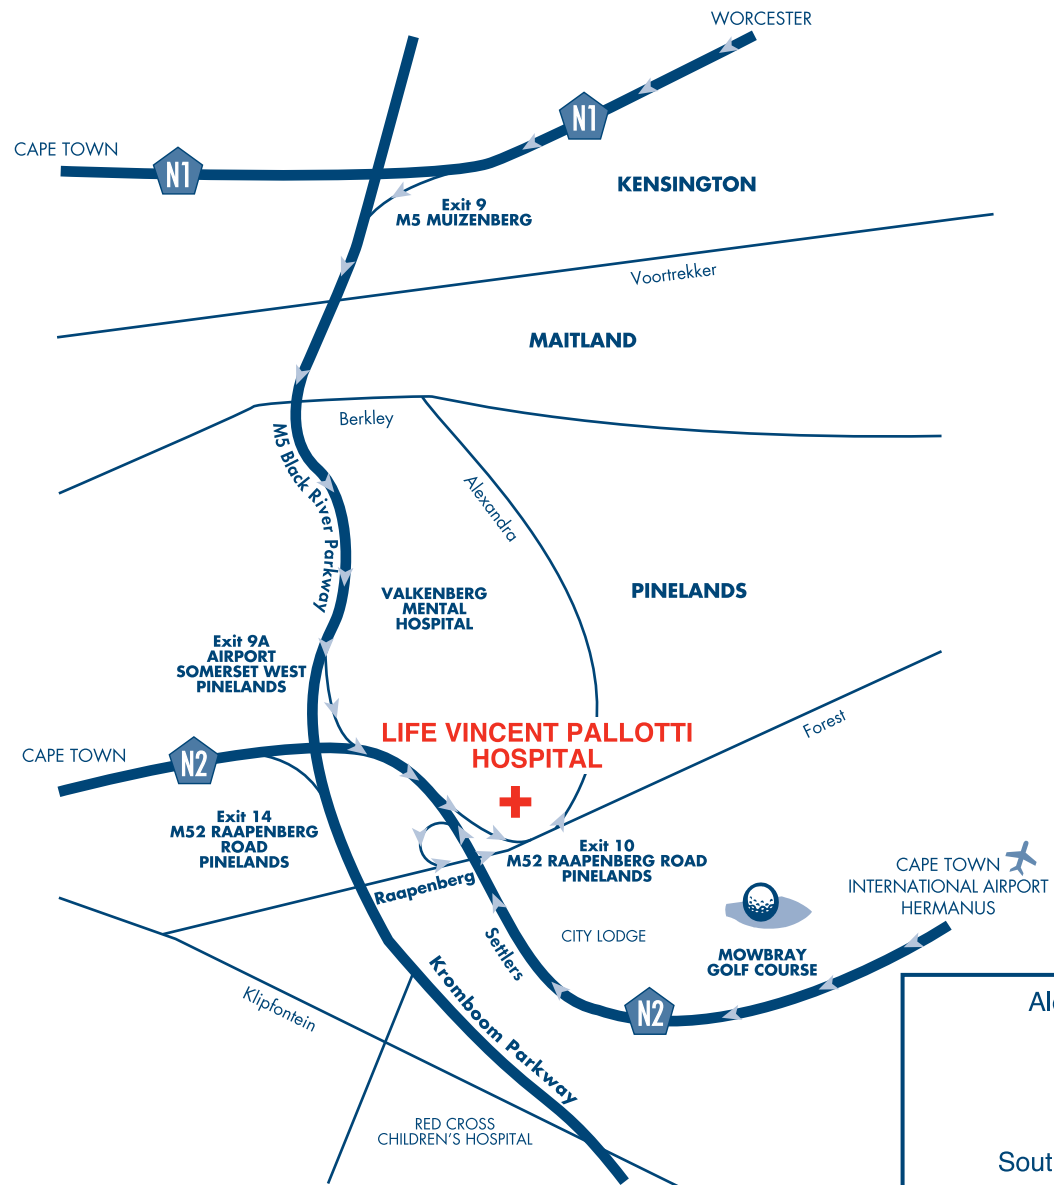 WORCESTER
N1
CAPE TOWN
N1
KENSINGTON
Exit 9
M5 MUIZENBERG
Voortrekker
MAITLAND
Berkley
M5 Black River Parkway
Alexandra
VALKENBERG
MENTAL
HOSPITAL
PINELANDS
Exit 9A
AIRPORT
SOMERSET WEST
PINELANDS
Forest
LIFE VINCENT PALLOTTI
HOSPITAL
CAPE TOWN
N2
Exit 14
M52 RAAPENBERG
ROAD
PINELANDS
Exit 10
M52 RAAPENBERG ROAD
PINELANDS
Raapenberg
CAPE TOWN
INTERNATIONAL AIRPORT
HERMANUS
Settlers
CITY LODGE
MOWBRAY
GOLF COURSE
Klipfontein
Kromboom Parkway
N2
RED CROSS
CHILDREN'S HOSPITAL